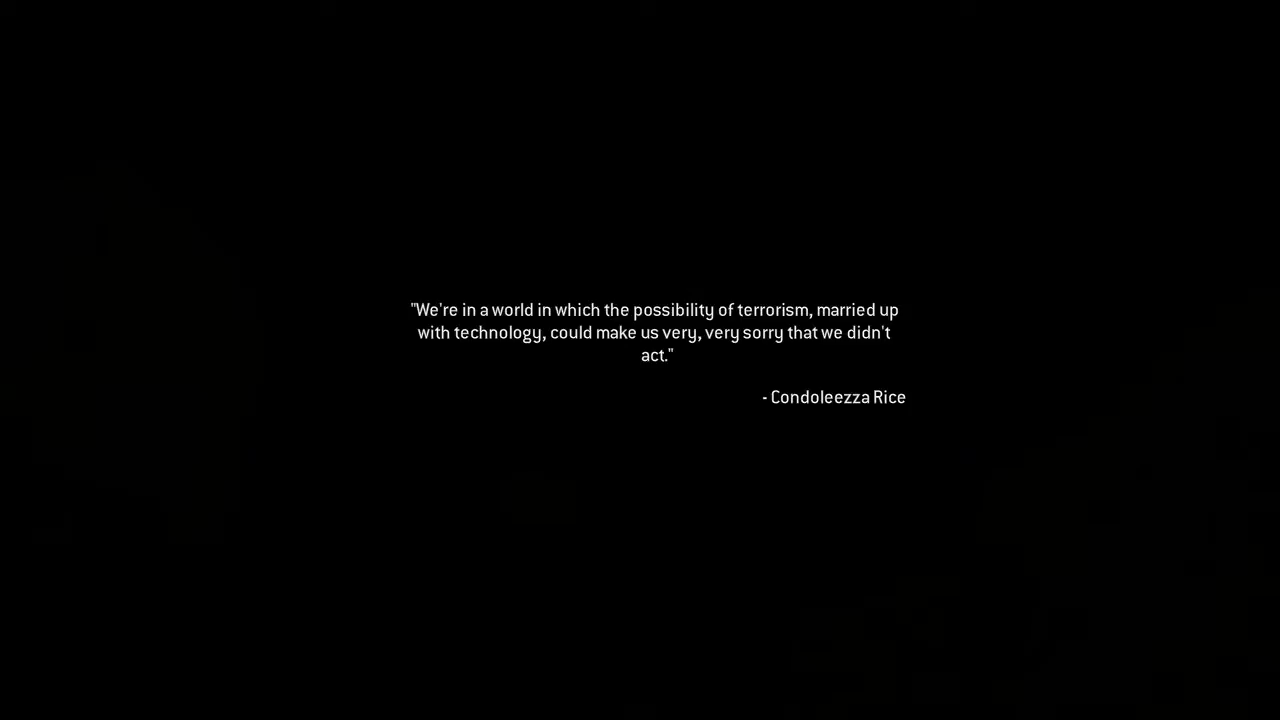 "We're in a world in which the possibility of terrorism, married up
with technology, could make us very, very sorry that we didn't
act."
- Condoleezza Rice